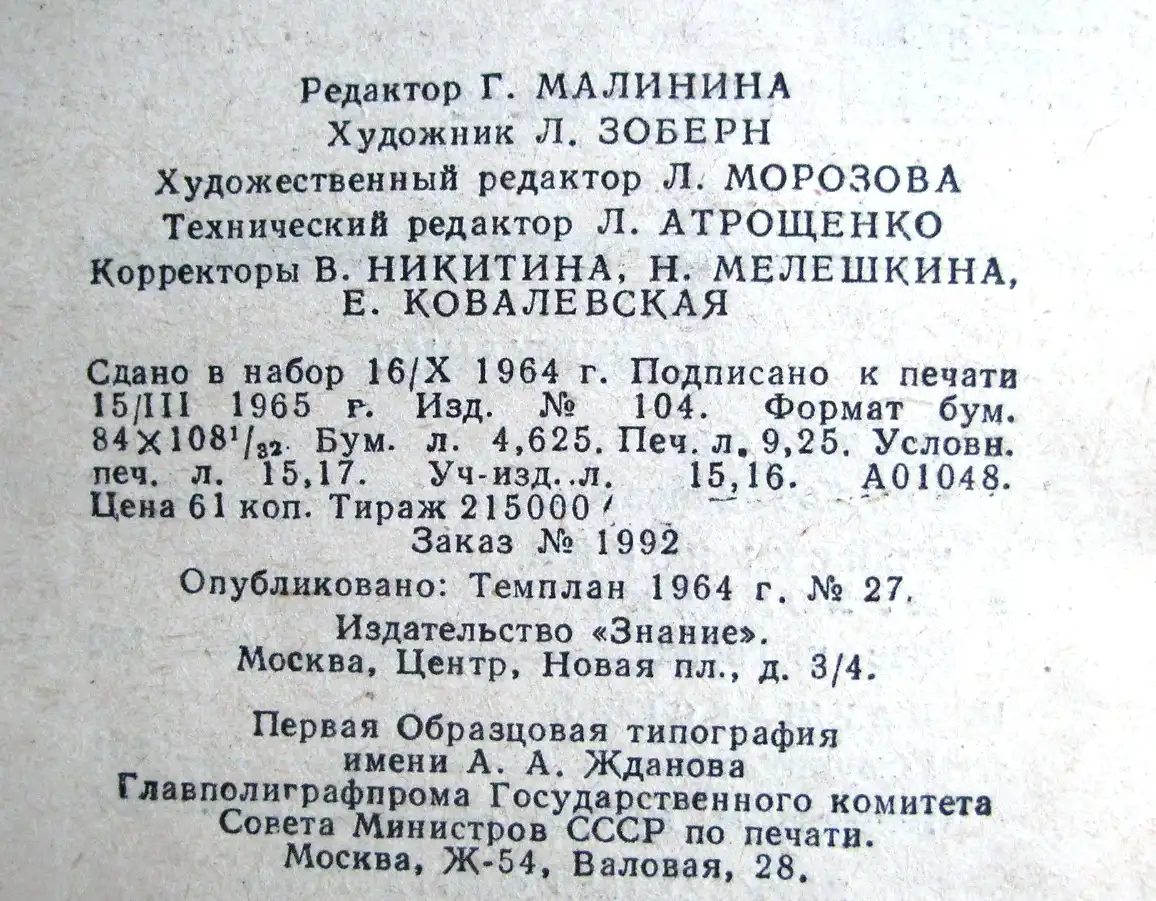 Редактор Г. МАЛИНИНА
Художник Л. ЗОБЕРН
Художественный редактор Л. МОРОЗОВА
Технический редактор Л. АТРОЩЕНКО
Корректоры В. НИКИТИНА, Н. МЕЛЕШКИНА,
Е. КОВАЛЕВСКАЯ
Сдано в набор 16/X 1964 г. Подписано к печати
15/III 1965 г. Изд. № 104. Формат бум.
84×108¹/₃₂. Бум. л. 4,625. Печ. л. 9,25. Условн.
печ. л. 15,17. Уч-изд..л. 15,16. А01048.
Цена 61 коп. Тираж 215000
Заказ № 1992
Опубликовано: Темплан 1964 г. № 27.
Издательство «Знание».
Москва, Центр, Новая пл., д. 3/4.
Первая Образцовая типография
имени А. А. Жданова
Главполиграфпрома Государственного комитета
Совета Министров СССР по печати.
Москва, Ж-54, Валовая, 28.